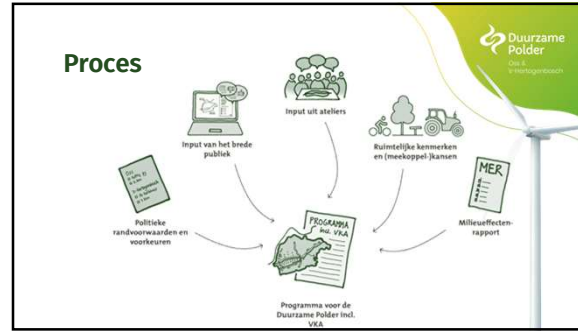 Proces
Duurzame
Polder
Oss &
's-Hertogenbosch
Input uit ateliers
Input van het brede
publiek
Ruimtelijke kenmerken
en (meekoppel-)kansen
MER
Politieke
randvoorwaarden en
voorkeuren
PROGRAMMA
incl. VKA
Milieueffecten-
rapport
Programma voor de
Duurzame Polder incl.
VKA